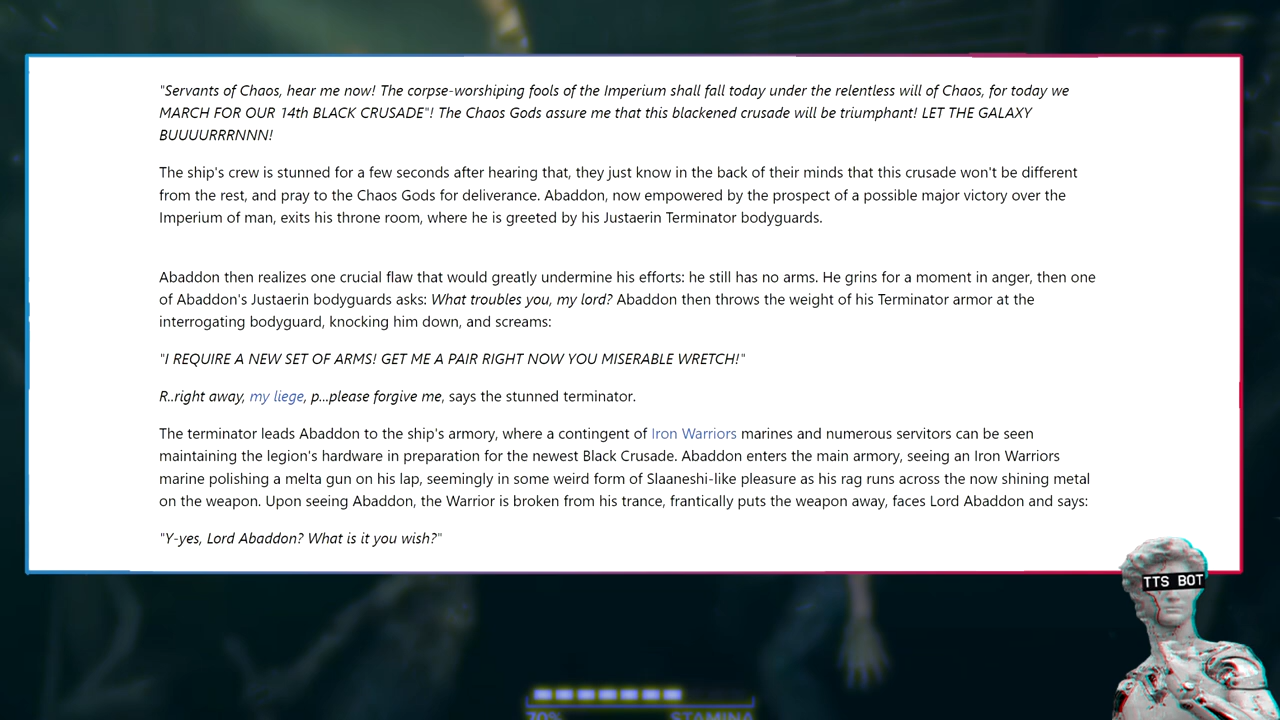 "Servants of Chaos, hear me now! The corpse-worshiping fools of the Imperium shall fall today under the relentless will of Chaos, for today we
MARCH FOR OUR 14th BLACK CRUSADE"! The Chaos Gods assure me that this blackened crusade will be triumphant! LET THE GALAXY
BUUUURRRNNN!
The ship's crew is stunned for a few seconds after hearing that, they just know in the back of their minds that this crusade won't be different
from the rest, and pray to the Chaos Gods for deliverance. Abaddon, now empowered by the prospect of a possible major victory over the
Imperium of man, exits his throne room, where he is greeted by his Justaerin Terminator bodyguards.
Abaddon then realizes one crucial flaw that would greatly undermine his efforts: he still has no arms. He grins for a moment in anger, then one
of Abaddon's Justaerin bodyguards asks: What troubles you, my lord? Abaddon then throws the weight of his Terminator armor at the
interrogating bodyguard, knocking him down, and screams:
"I REQUIRE A NEW SET OF ARMS! GET ME A PAIR RIGHT NOW YOU MISERABLE WRETCH!"
R..right away, my liege, p...please forgive me, says the stunned terminator.
The terminator leads Abaddon to the ship's armory, where a contingent of Iron Warriors marines and numerous servitors can be seen
maintaining the legion's hardware in preparation for the newest Black Crusade. Abaddon enters the main armory, seeing an Iron Warriors
marine polishing a melta gun on his lap, seemingly in some weird form of Slaaneshi-like pleasure as his rag runs across the now shining metal
on the weapon. Upon seeing Abaddon, the Warrior is broken from his trance, frantically puts the weapon away, faces Lord Abaddon and says:
"Y-yes, Lord Abaddon? What is it you wish?"
TTS BOT
70% STAMINA